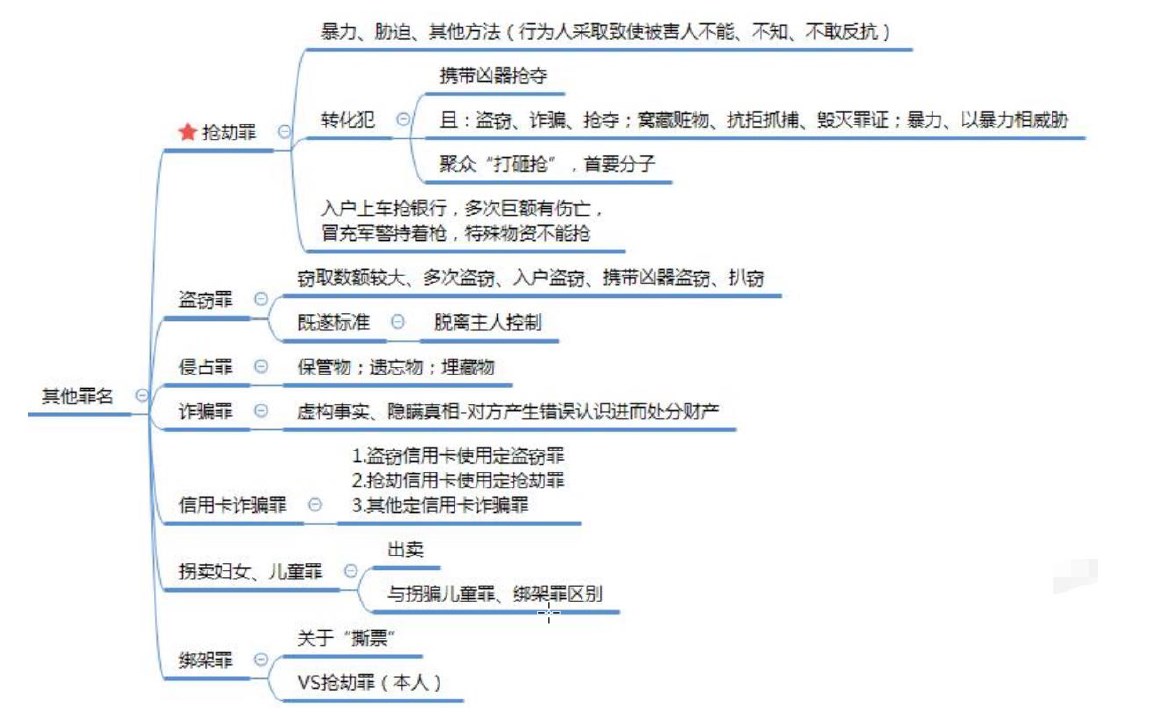 其他罪名
抢劫罪
暴力、胁迫、其他方法（行为人采取致使被害人不能、不知、不敢反抗）
转化犯
携带凶器抢夺
且：盗窃、诈骗、抢夺；窝藏赃物、抗拒抓捕、毁灭罪证；暴力、以暴力相威胁
聚众“打砸抢”，首要分子
入户上车抢银行，多次巨额有伤亡，
冒充军警持着枪，特殊物资不能抢
盗窃罪
窃取数额较大、多次盗窃、入户盗窃、携带凶器盗窃、扒窃
既遂标准
脱离主人控制
侵占罪
保管物；遗忘物；埋藏物
诈骗罪
虚构事实、隐瞒真相-对方产生错误认识进而处分财产
信用卡诈骗罪
1.盗窃信用卡使用定盗窃罪
2.抢劫信用卡使用定抢劫罪
3.其他定信用卡诈骗罪
拐卖妇女、儿童罪
出卖
与拐骗儿童罪、绑架罪区别
绑架罪
关于“撕票”
VS抢劫罪（本人）